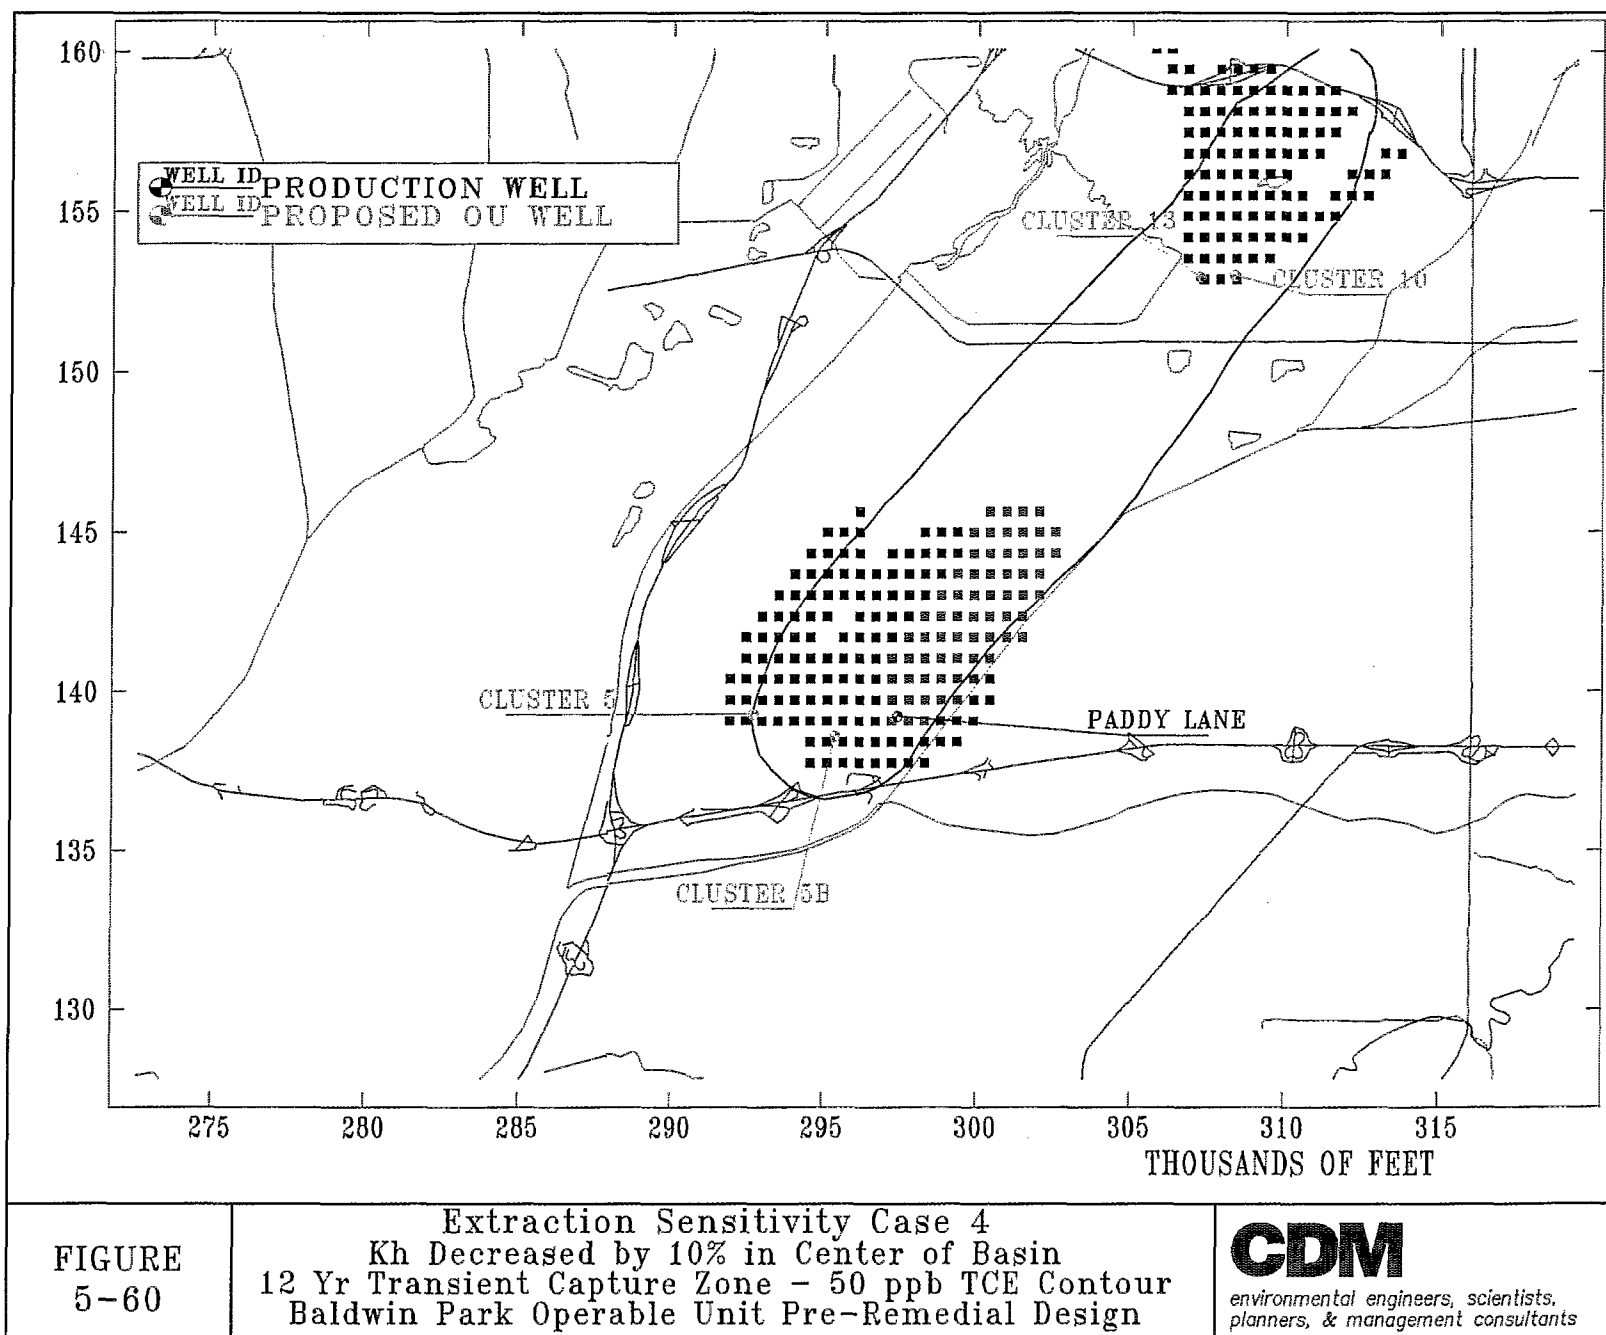 160
155
150
145
140
135
130
WELL ID PRODUCTION WELL
WELL ID PROPOSED OU WELL
CLUSTER 13
CLUSTER 10
CLUSTER 5
PADDY LANE
CLUSTER 5B
275 280 285 290 295 300 305 310 315
THOUSANDS OF FEET
FIGURE
5-60
Extraction Sensitivity Case 4
Kh Decreased by 10% in Center of Basin
12 Yr Transient Capture Zone - 50 ppb TCE Contour
Baldwin Park Operable Unit Pre-Remedial Design
CDM
environmental engineers, scientists,
planners, & management consultants